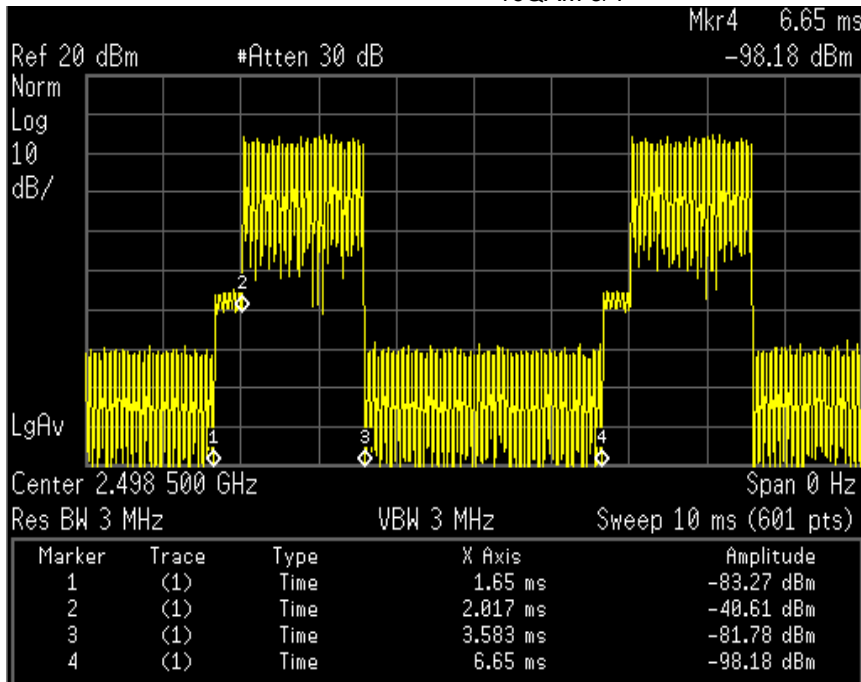 Mkr4 6.65 ms
Ref 20 dBm #Atten 30 dB -98.18 dBm
Norm
Log
10
dB/
2
LgAv
1 3 4
Center 2.498 500 GHz Span 0 Hz
Res BW 3 MHz VBW 3 MHz Sweep 10 ms (601 pts)
Marker Trace Type X Axis Amplitude
1 (1) Time 1.65 ms -83.27 dBm
2 (1) Time 2.017 ms -40.61 dBm
3 (1) Time 3.583 ms -81.78 dBm
4 (1) Time 6.65 ms -98.18 dBm